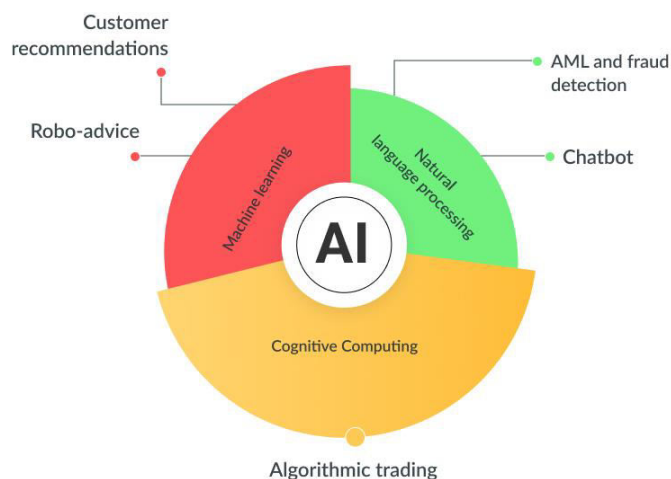 Customer
recommendations
Robo-advice
AML and fraud
detection
Chatbot
Machine learning
Natural
language processing
AI
Cognitive Computing
Algorithmic trading